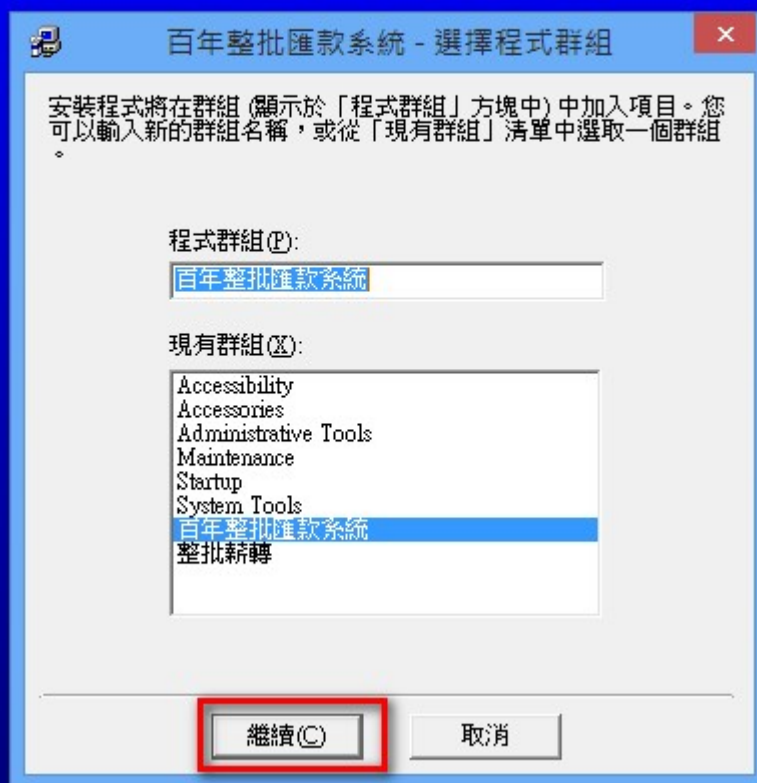 百年整批匯款系統 - 選擇程式群組
安裝程式將在群組 (顯示於「程式群組」方塊中) 中加入項目。您
可以輸入新的群組名稱，或從「現有群組」清單中選取一個群組
。
程式群組(P):
百年整批匯款系統
現有群組(X):
Accessibility
Accessories
Administrative Tools
Maintenance
Startup
System Tools
百年整批匯款系統
整批薪轉
繼續(C)
取消